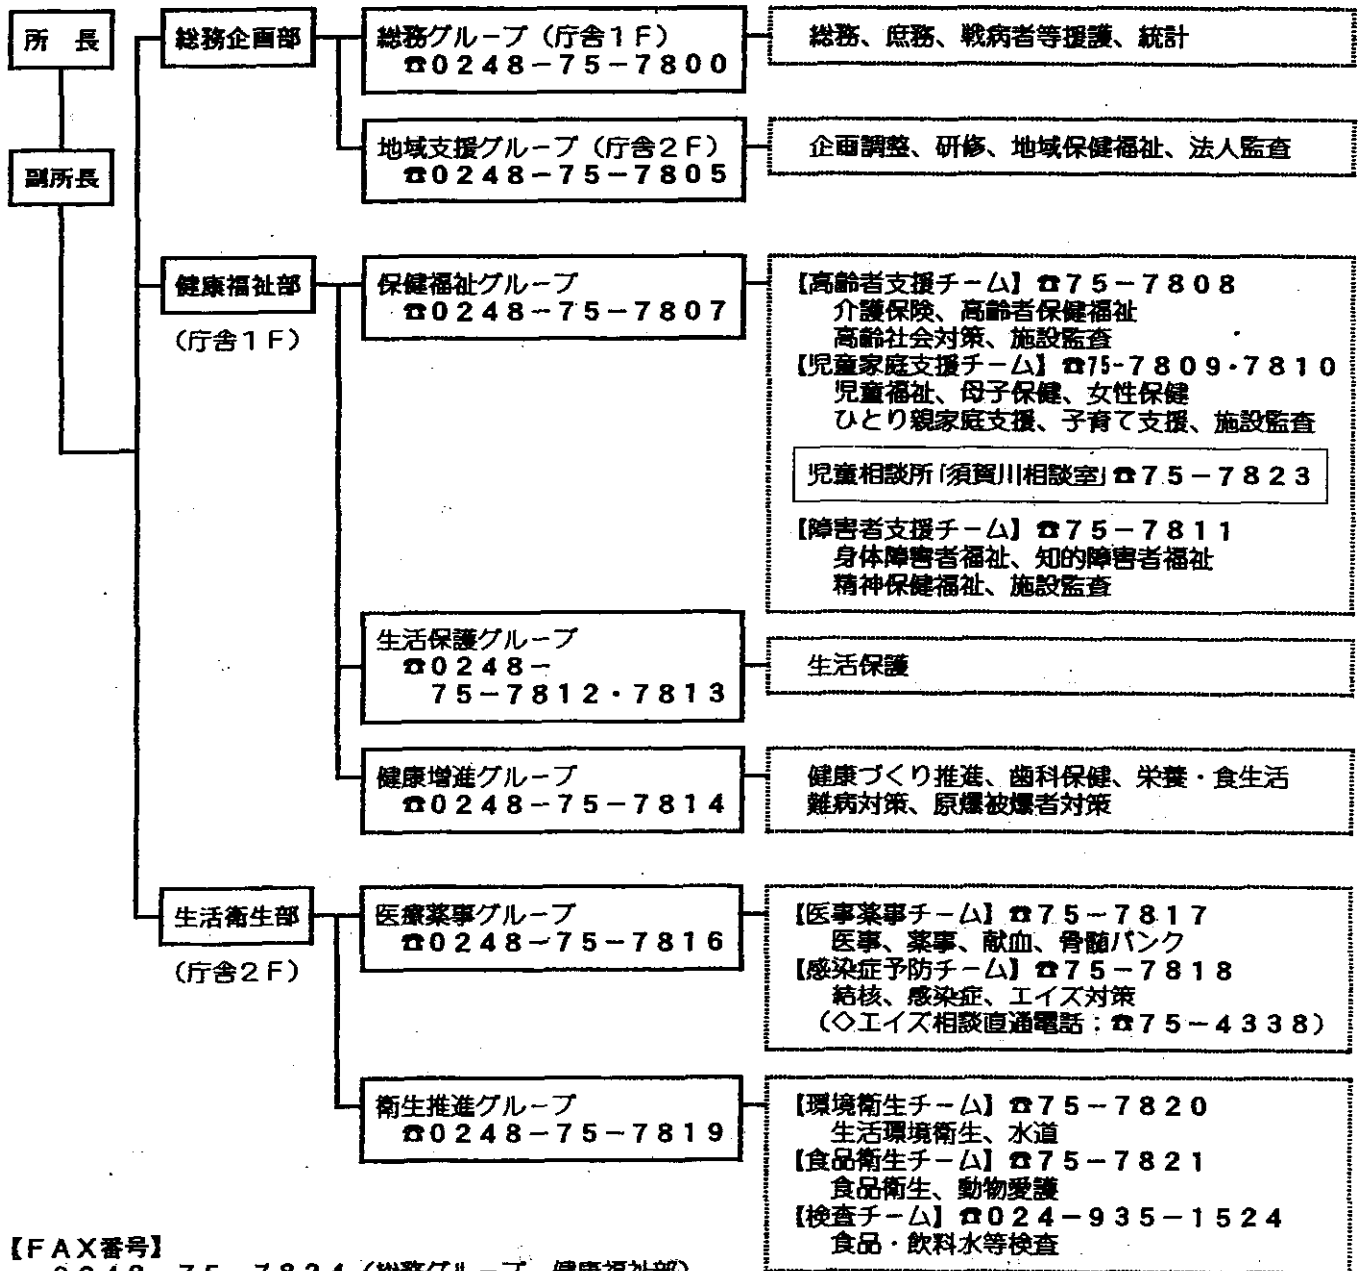 所　長
副所長
総務企画部
総務グループ（庁舎1F）
☎0248-75-7800
総務、庶務、戦病者等援護、統計
地域支援グループ（庁舎2F）
☎0248-75-7805
企画調整、研修、地域保健福祉、法人監査
健康福祉部
（庁舎1F）
保健福祉グループ
☎0248-75-7807
【高齢者支援チーム】☎75-7808
介護保険、高齢者保健福祉
高齢社会対策、施設監査
【児童家庭支援チーム】☎75-7809・7810
児童福祉、母子保健、女性保健
ひとり親家庭支援、子育て支援、施設監査
児童相談所「須賀川相談室」☎75-7823
【障害者支援チーム】☎75-7811
身体障害者福祉、知的障害者福祉
精神保健福祉、施設監査
生活保護グループ
☎0248-
75-7812・7813
生活保護
健康増進グループ
☎0248-75-7814
健康づくり推進、歯科保健、栄養・食生活
難病対策、原爆被爆者対策
生活衛生部
（庁舎2F）
医療薬事グループ
☎0248-75-7816
【医事薬事チーム】☎75-7817
医事、薬事、献血、骨髄バンク
【感染症予防チーム】☎75-7818
結核、感染症、エイズ対策
（◇エイズ相談直通電話：☎75-4338）
衛生推進グループ
☎0248-75-7819
【環境衛生チーム】☎75-7820
生活環境衛生、水道
【食品衛生チーム】☎75-7821
食品衛生、動物愛護
【検査チーム】☎024-935-1524
食品・飲料水等検査
【FAX番号】